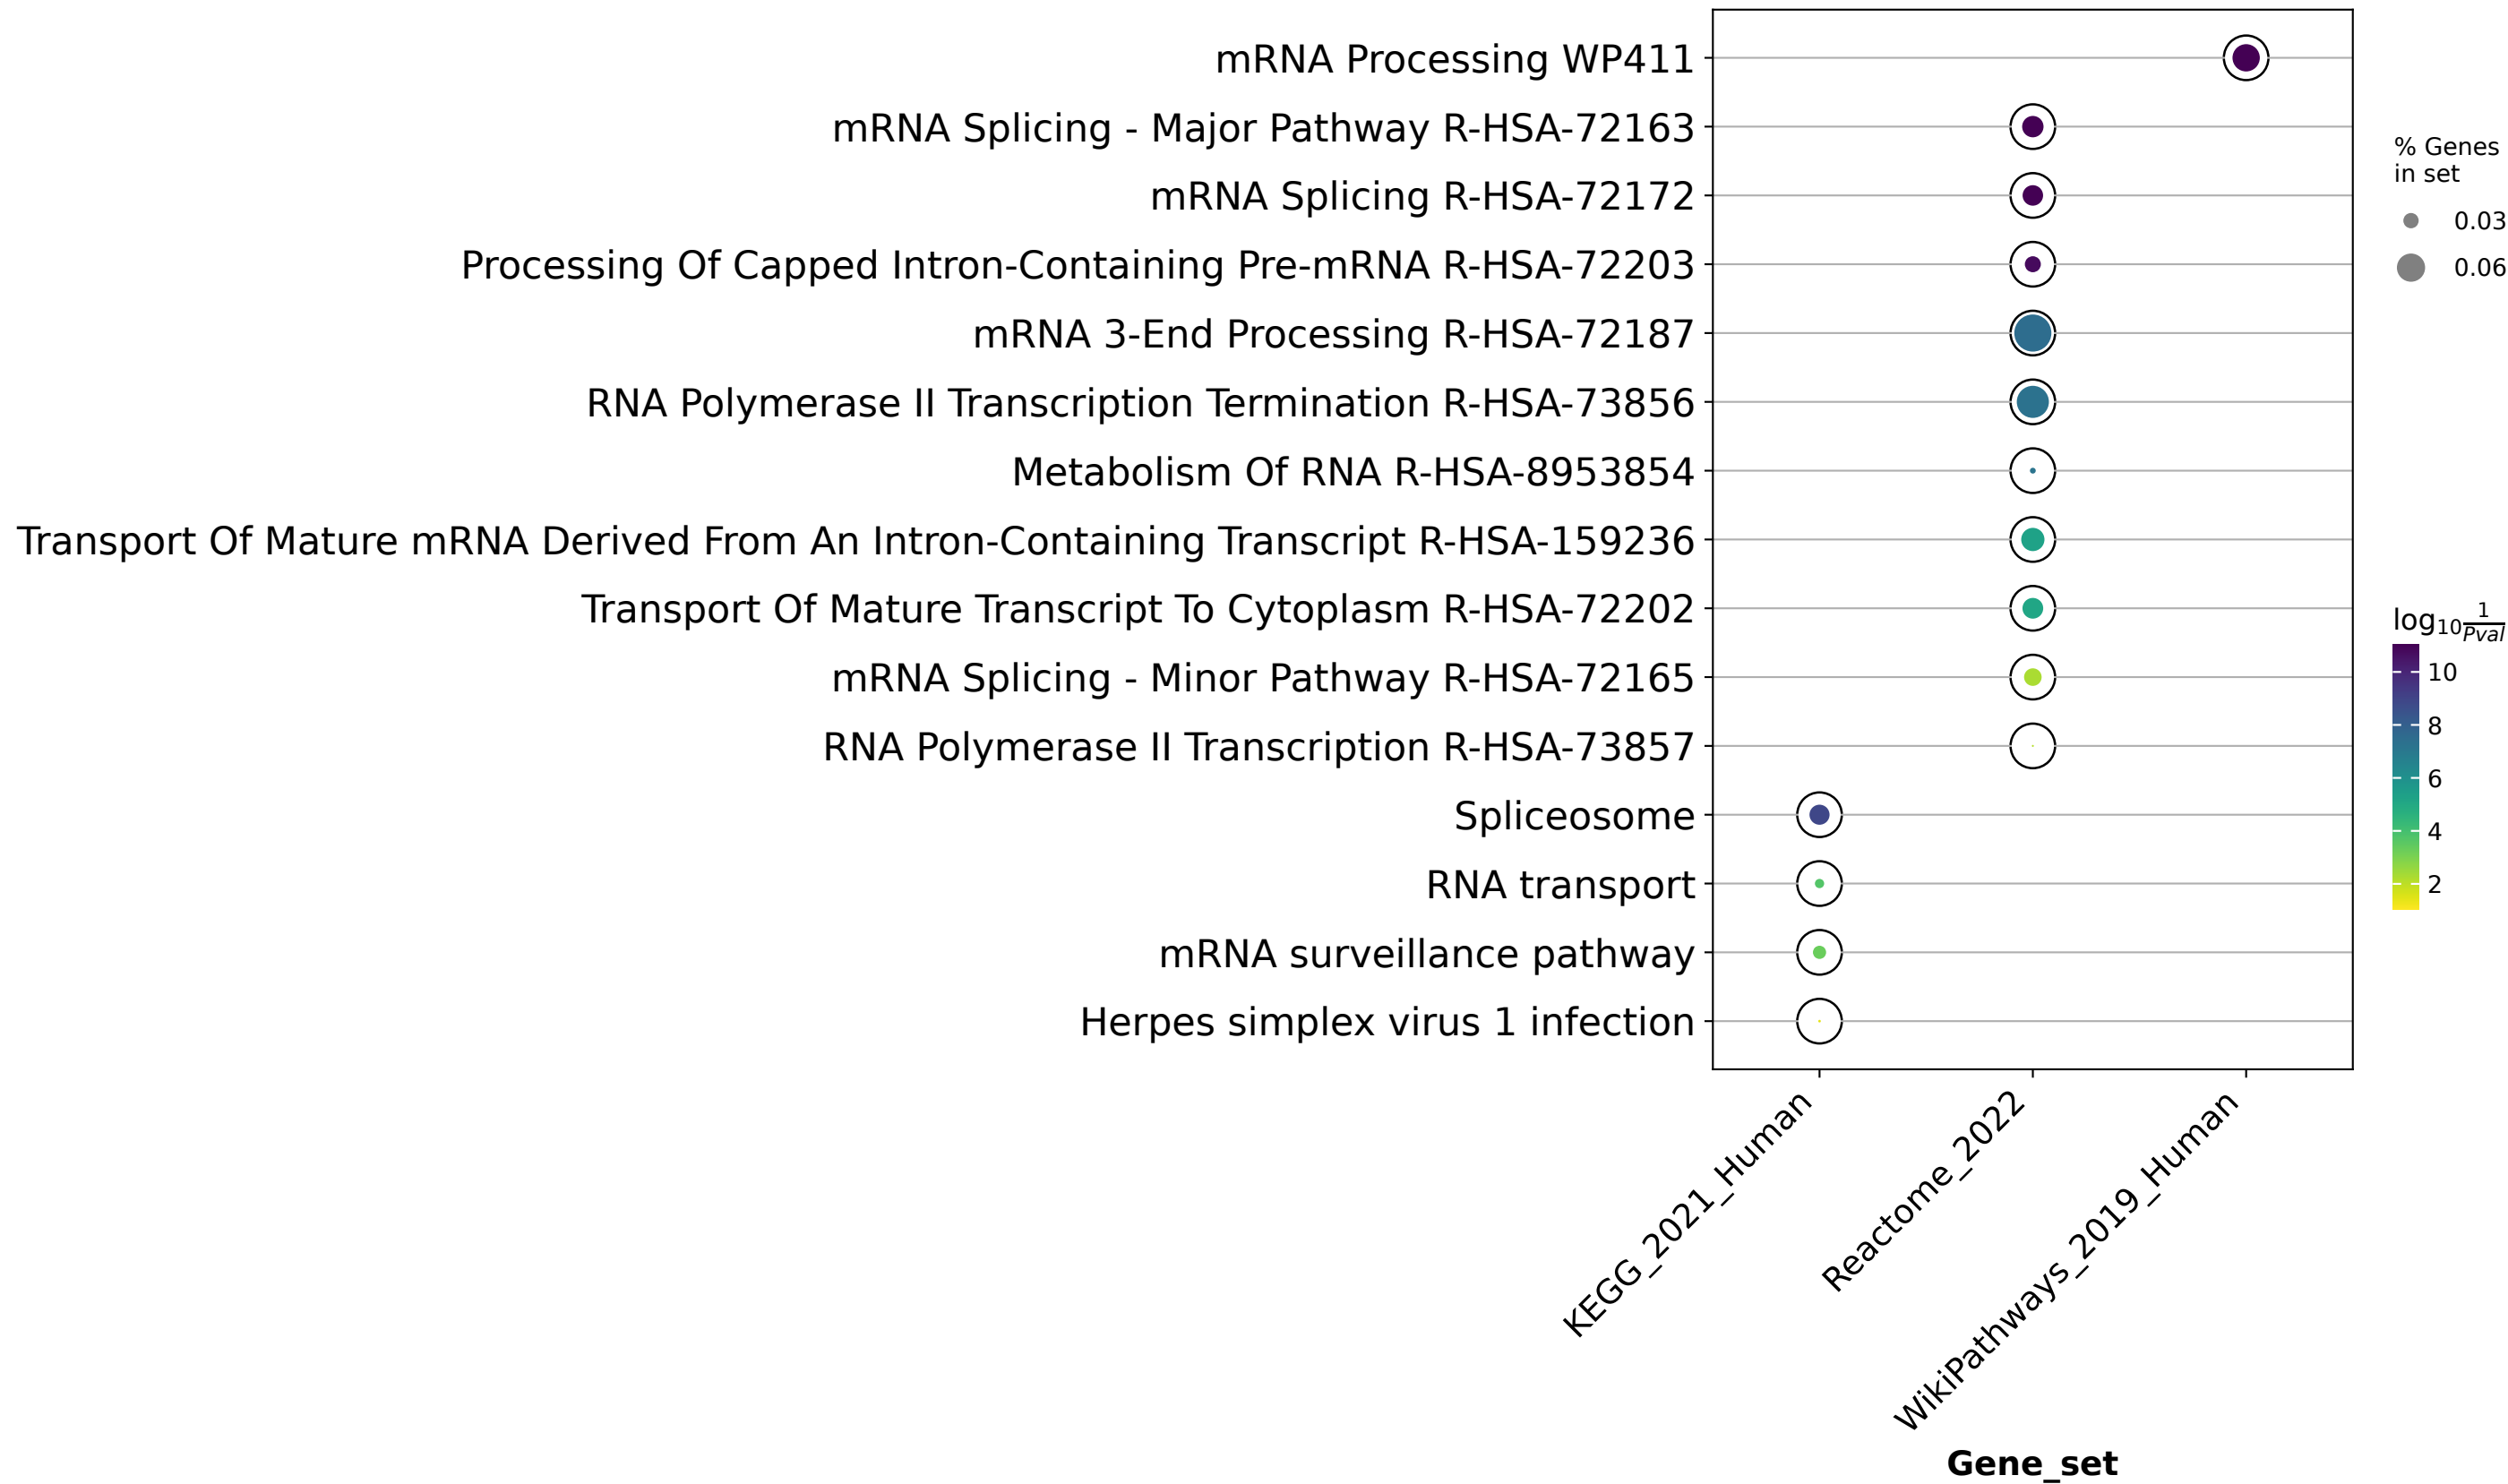 mRNA Processing WP411
mRNA Splicing - Major Pathway R-HSA-72163
mRNA Splicing R-HSA-72172
Processing Of Capped Intron-Containing Pre-mRNA R-HSA-72203
mRNA 3-End Processing R-HSA-72187
RNA Polymerase II Transcription Termination R-HSA-73856
Metabolism Of RNA R-HSA-8953854
Transport Of Mature mRNA Derived From An Intron-Containing Transcript R-HSA-159236
Transport Of Mature Transcript To Cytoplasm R-HSA-72202
mRNA Splicing - Minor Pathway R-HSA-72165
RNA Polymerase II Transcription R-HSA-73857
Spliceosome
RNA transport
mRNA surveillance pathway
Herpes simplex virus 1 infection
KEGG_2021_Human
Reactome_2022
WikiPathways_2019_Human
Gene_set
% Genes
in set
0.03
0.06
log₁₀ 1/Pval
10
8
6
4
2